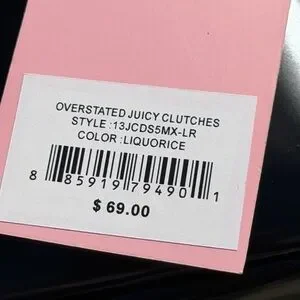 OVERSTATED JUICY CLUTCHES
STYLE :13JCDS5MX-LR
COLOR :LIQUORICE
8 85919 79490 1
$ 69.00